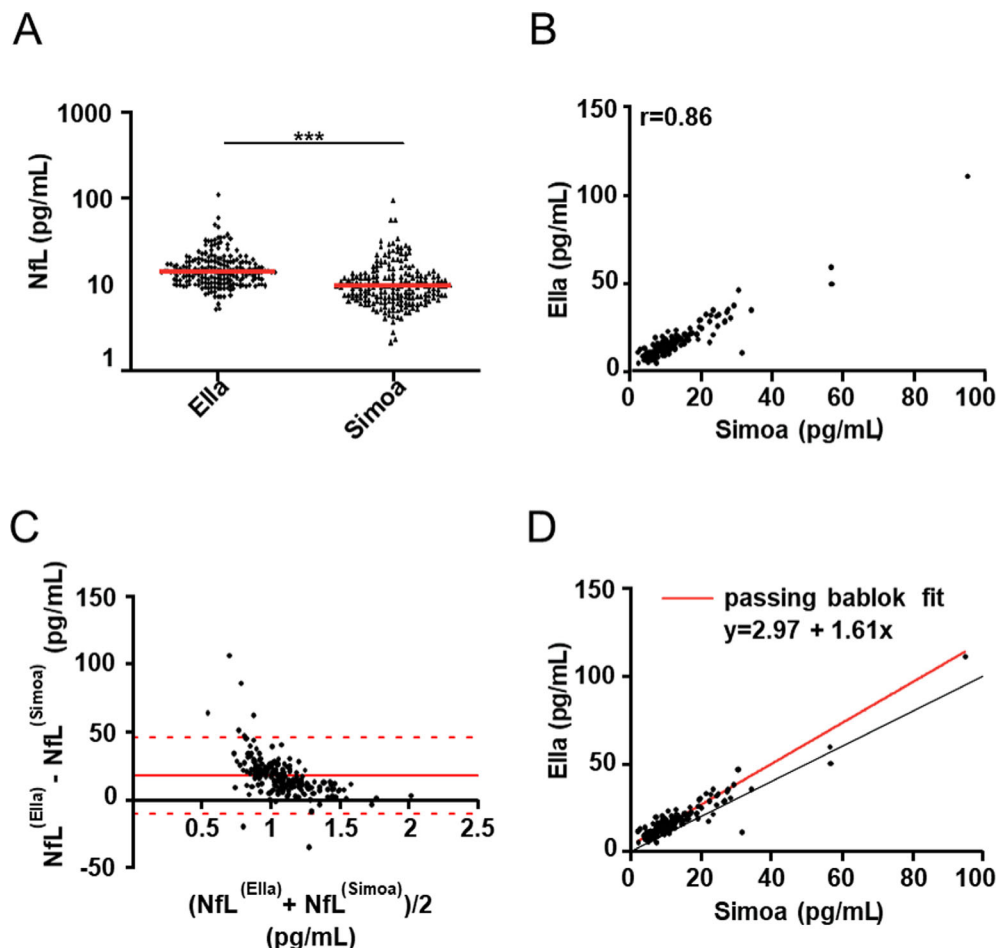 A
1000
100
10
1
NfL (pg/mL)
***
Ella
Simoa
B
r=0.86
150
100
50
0
Ella (pg/mL)
0 20 40 60 80 100
Simoa (pg/mL)
C
150
100
50
0
-50
NfL(Ella) - NfL(Simoa) (pg/mL)
0.5 1 1.5 2 2.5
(NfL(Ella)+ NfL(Simoa))/2
(pg/mL)
D
150
100
50
0
Ella (pg/mL)
passing bablok fit
y=2.97 + 1.61x
0 20 40 60 80 100
Simoa (pg/mL)